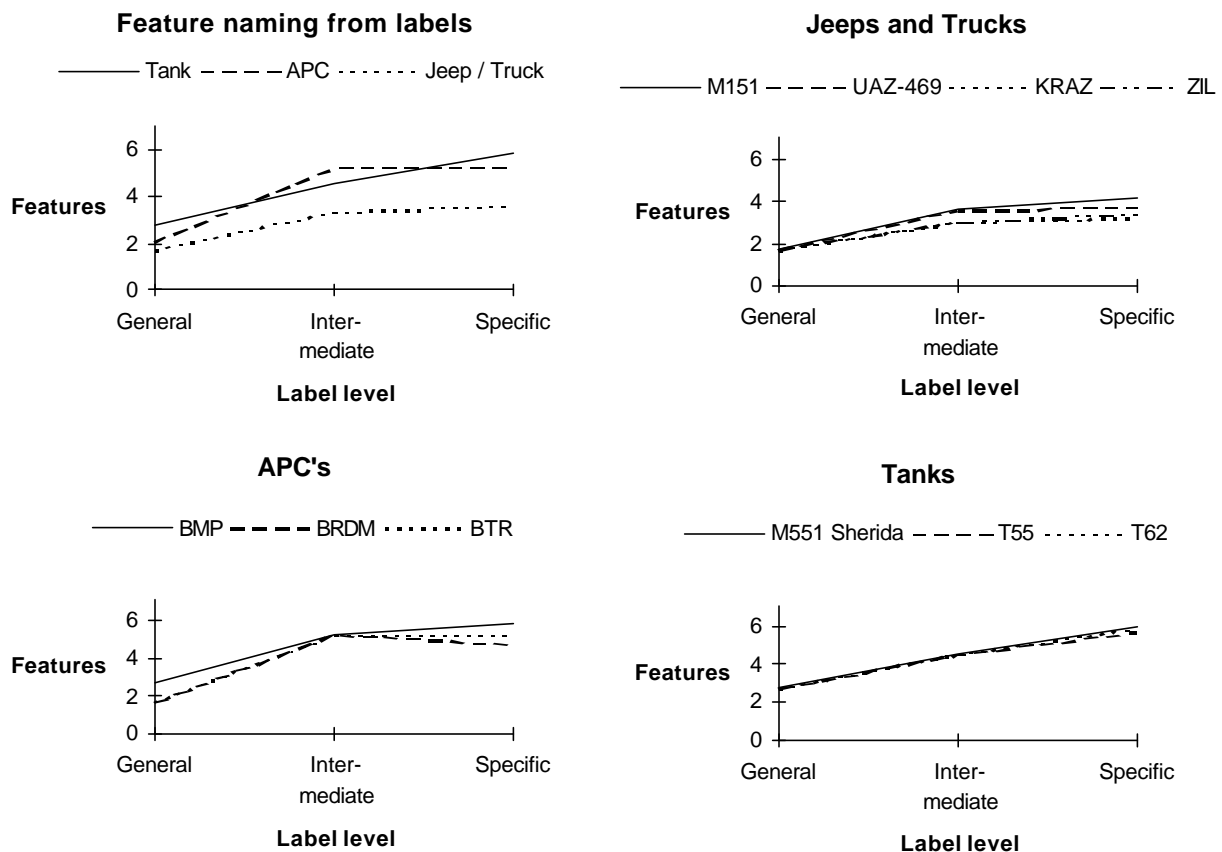 Feature naming from labels
Tank APC Jeep / Truck
6
4
Features
2
0
General Inter- Specific
mediate
Label level
Jeeps and Trucks
M151 UAZ-469 KRAZ ZIL
6
4
Features
2
0
General Inter- Specific
mediate
Label level
APC's
BMP BRDM BTR
6
4
Features
2
0
General Inter- Specific
mediate
Label level
Tanks
M551 Sherida T55 T62
6
4
Features
2
0
General Inter- Specific
mediate
Label level